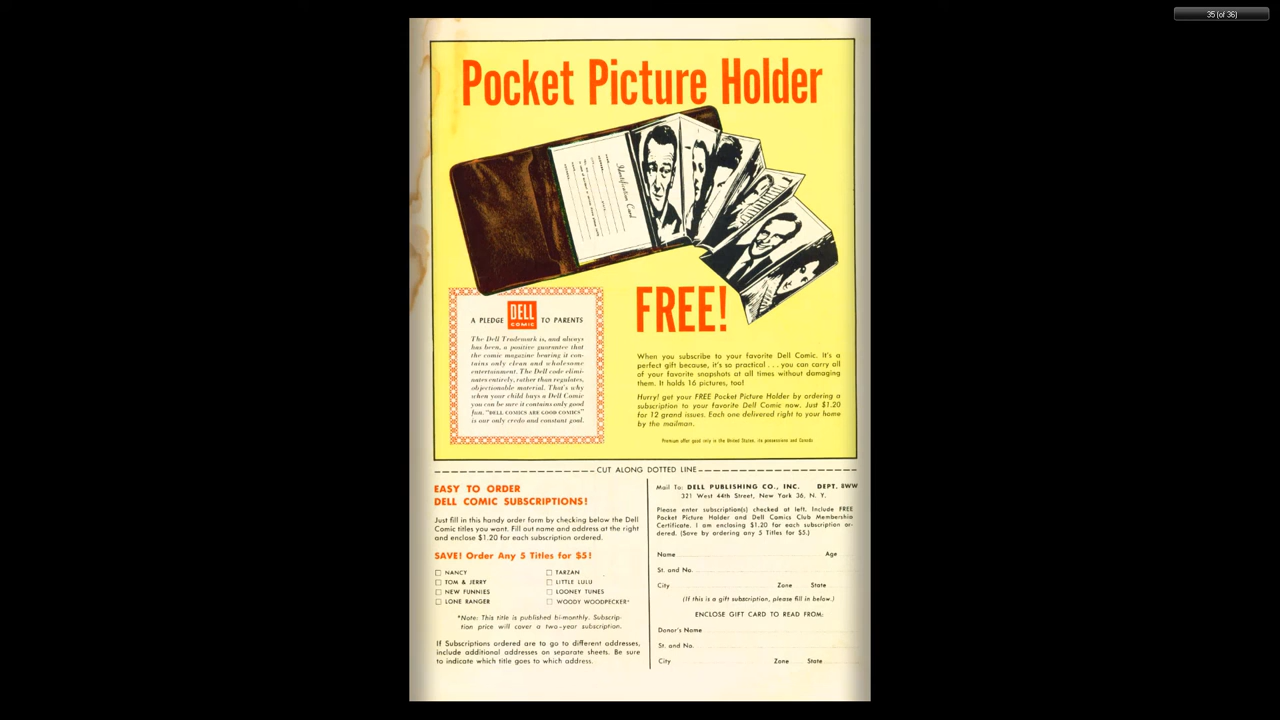 35 (of 36)
Pocket Picture Holder
Identification Card
FREE!
A PLEDGE DELL COMIC TO PARENTS
The Dell Trademark is, and always
has been, a positive guarantee that
the comic magazine bearing it con-
tains only clean and wholesome
entertainment. The Dell code elimi-
nates entirely, rather than regulates,
objectionable material. That's why
when your child buys a Dell Comic
you can be sure it contains only good
fun. "DELL COMICS ARE GOOD COMICS"
is our only credo and constant goal.
When you subscribe to your favorite Dell Comic. It's a
perfect gift because, it's so practical . . . you can carry all
of your favorite snapshots at all times without damaging
them. It holds 16 pictures, too!
Hurry! get your FREE Pocket Picture Holder by ordering a
subscription to your favorite Dell Comic now. Just $1.20
for 12 grand issues. Each one delivered right to your home
by the mailman.
Premium offer good only in the United States, its possessions and Canada
CUT ALONG DOTTED LINE
EASY TO ORDER
DELL COMIC SUBSCRIPTIONS!
Just fill in this handy order form by checking below the Dell
Comic titles you want. Fill out name and address at the right
and enclose $1.20 for each subscription ordered.
SAVE! Order Any 5 Titles for $5!
NANCY
TOM & JERRY
NEW FUNNIES
LONE RANGER
TARZAN
LITTLE LULU
LOONEY TUNES
WOODY WOODPECKER*
*Note: This title is published bi-monthly. Subscrip-
tion price will cover a two-year subscription.
If Subscriptions ordered are to go to different addresses,
include additional addresses on separate sheets. Be sure
to indicate which title goes to which address.
Mail To: DELL PUBLISHING CO., INC. DEPT. 8WW
321 West 44th Street, New York 36, N. Y.
Please enter subscription(s) checked at left. Include FREE
Pocket Picture Holder and Dell Comics Club Membership
Certificate. I am enclosing $1.20 for each subscription or-
dered. (Save by ordering any 5 Titles for $5.)
Name Age
St. and No.
City Zone State
(If this is a gift subscription, please fill in below.)
ENCLOSE GIFT CARD TO READ FROM:
Donor's Name
St. and No.
City Zone State